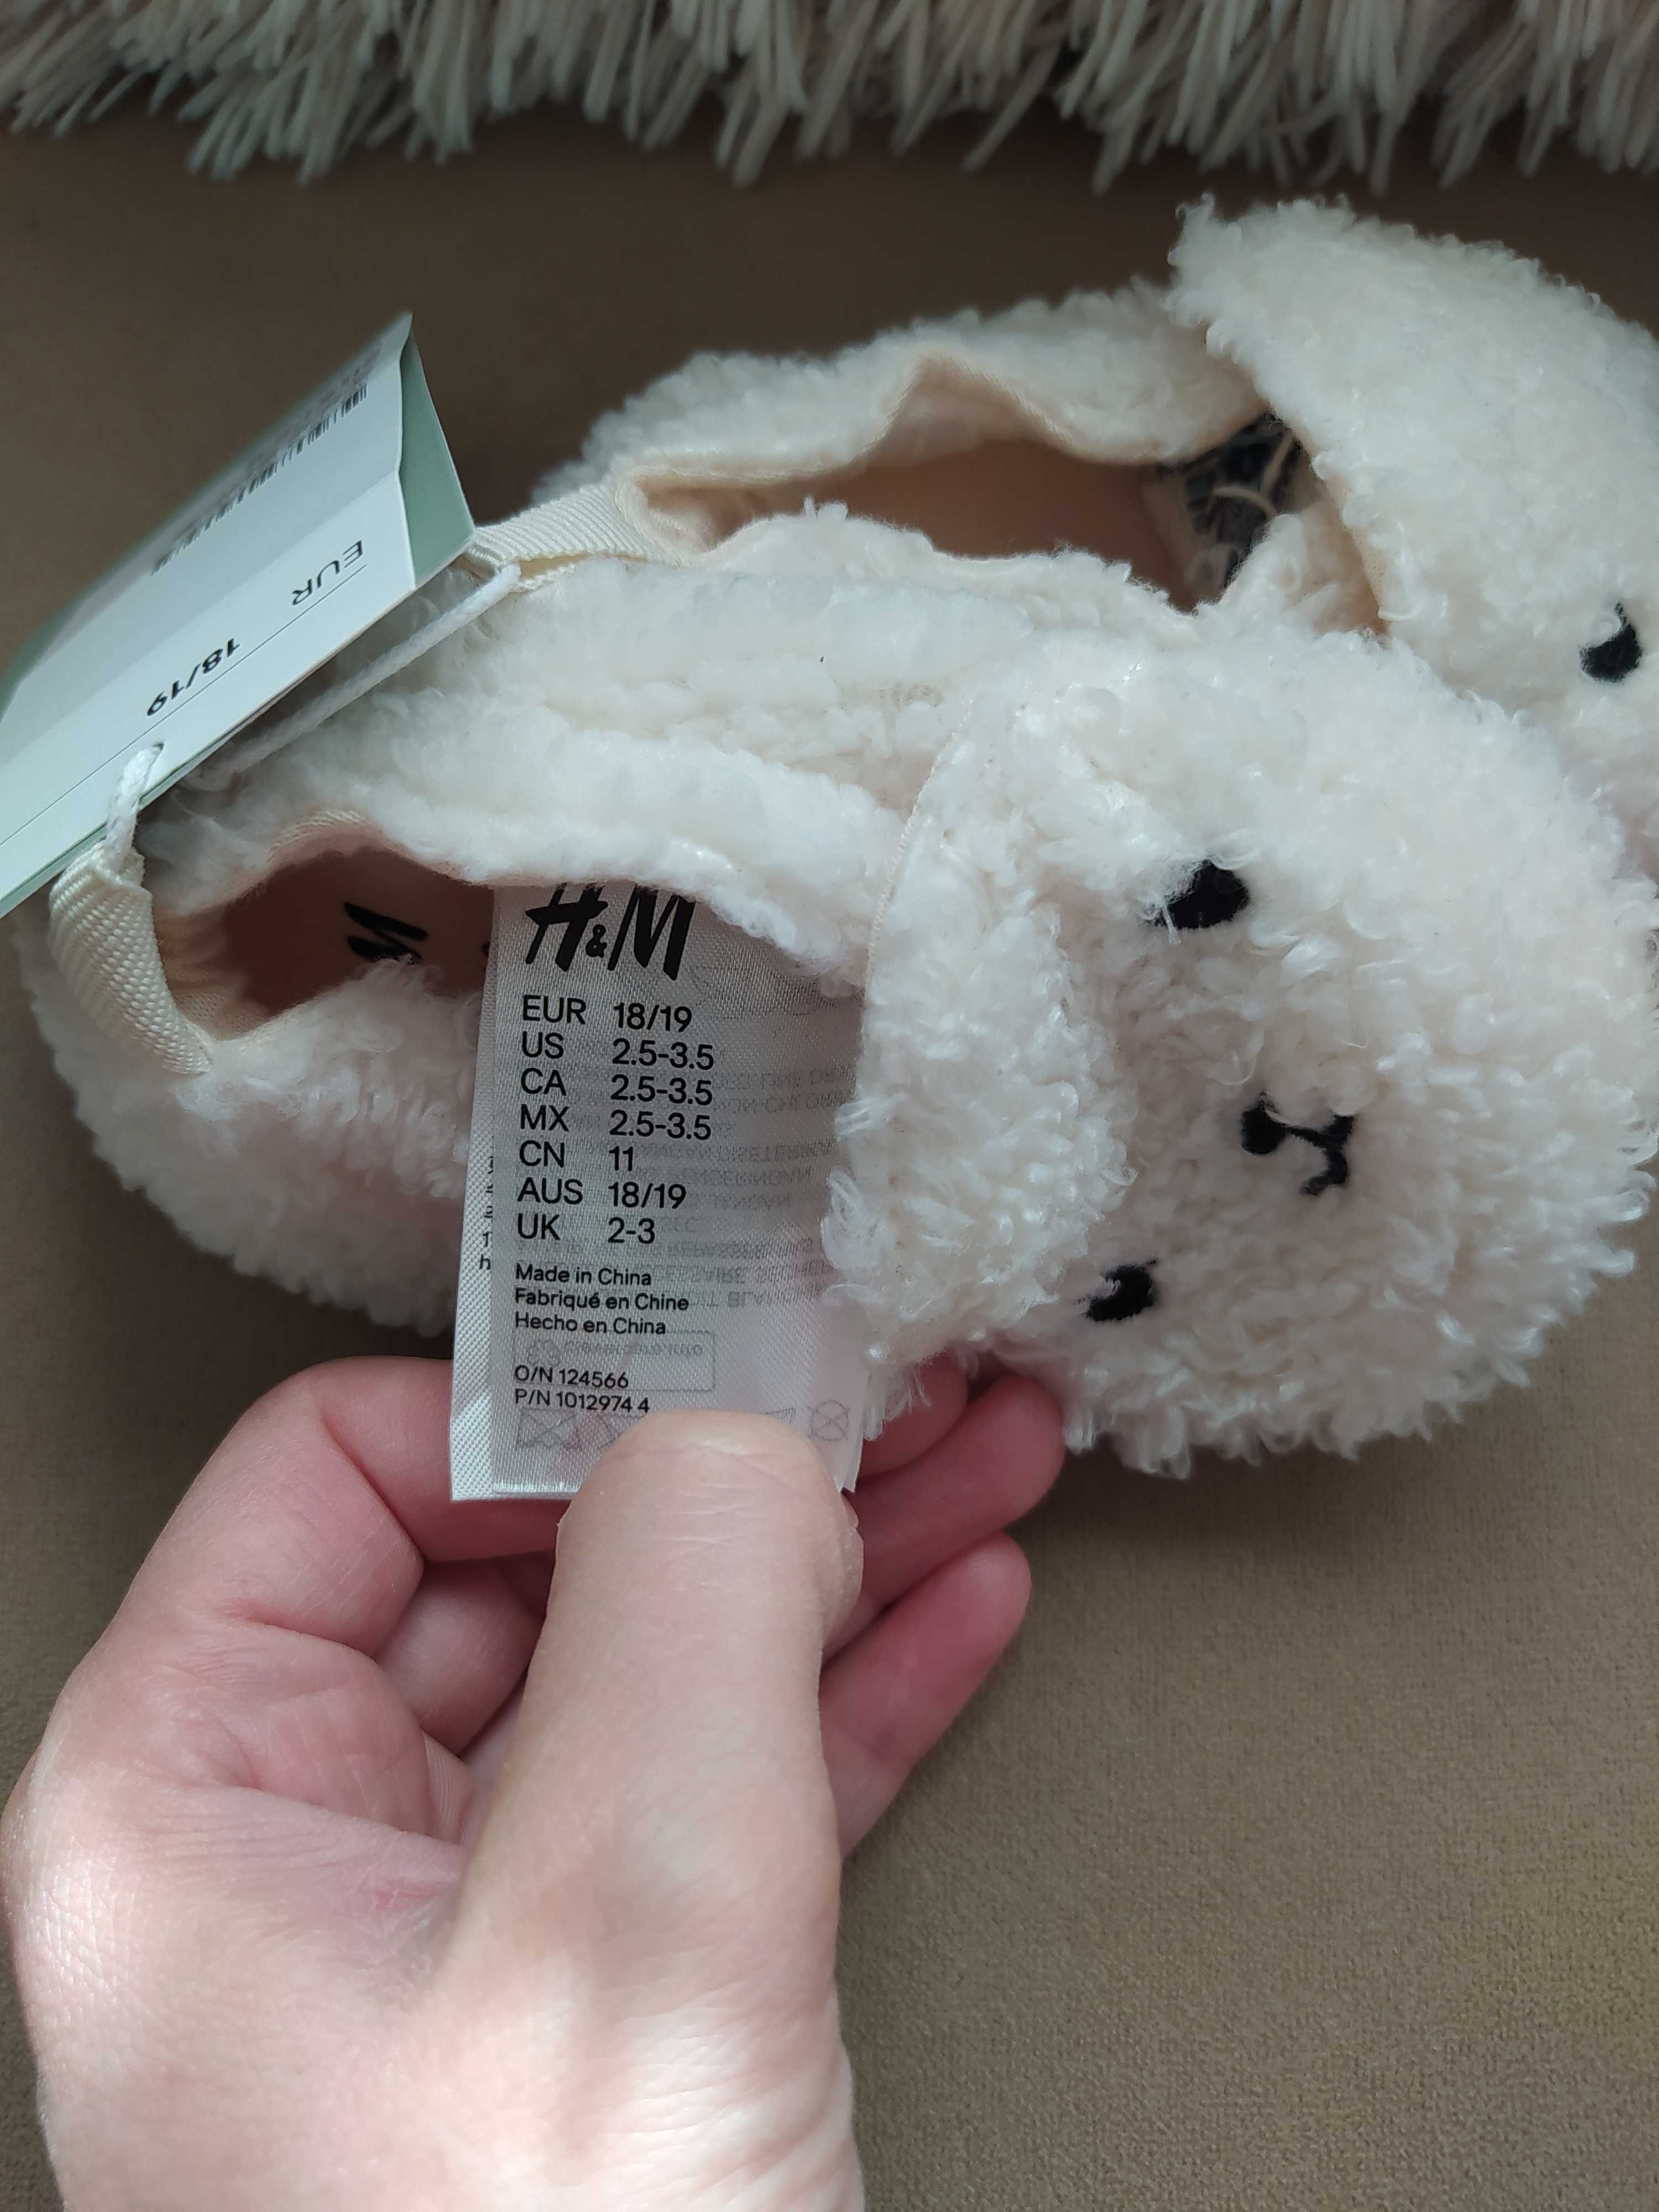 EUR
18/19
H&M
EUR 18/19
US 2.5-3.5
CA 2.5-3.5
MX 2.5-3.5
CN 11
AUS 18/19
UK 2-3
Made in China
Fabriqué en Chine
Hecho en China
O/N 124566
P/N 1012974 4